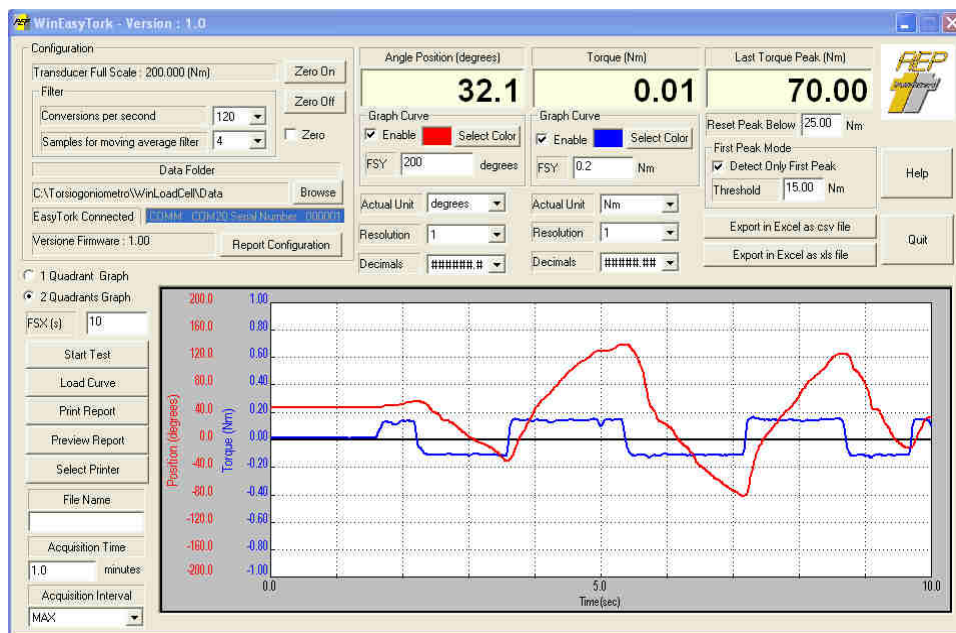 WinEasyTork - Version : 1.0
Configuration
Transducer Full Scale : 200.000 (Nm)
Zero On
Filter
Zero Off
Conversions per second
120
Zero
Samples for moving average filter
4
Data Folder
C:\Torsiogoniometro\WinLoadCell\Data
Browse
EasyTork Connected
COMM COM20 Serial Number 000001
Versione Firmware : 1.00
Report Configuration
Angle Position (degrees)
32.1
Graph Curve
Enable
Select Color
FSY
200
degrees
Actual Unit
degrees
Resolution
1
Decimals
######.#
Torque (Nm)
0.01
Graph Curve
Enable
Select Color
FSY
0.2
Nm
Actual Unit
Nm
Resolution
1
Decimals
#####.##
Last Torque Peak (Nm)
70.00
Reset Peak Below
25.00
Nm
First Peak Mode
Detect Only First Peak
Threshold
15.00
Nm
Export in Excel as csv file
Export in Excel as xls file
AEP
Help
Quit
1 Quadrant Graph
2 Quadrants Graph
FSX (s)
10
Start Test
Load Curve
Print Report
Preview Report
Select Printer
File Name
Acquisition Time
1.0
minutes
Acquisition Interval
MAX
Position (degrees)
200.0
160.0
120.0
80.0
40.0
0.0
-40.0
-80.0
-120.0
-160.0
-200.0
Torque (Nm)
1.00
0.80
0.60
0.40
0.20
0.00
-0.20
-0.40
-0.60
-0.80
-1.00
0.0
5.0
10.0
Time(sec)